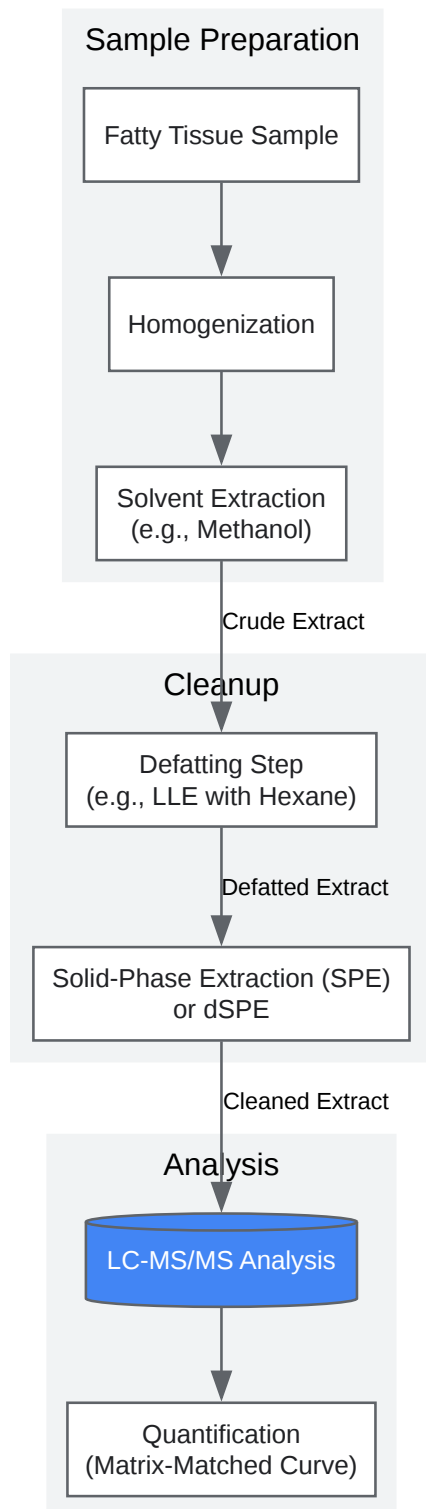 Sample Preparation
Fatty Tissue Sample
Homogenization
Solvent Extraction
(e.g., Methanol)
Crude Extract
Cleanup
Defatting Step
(e.g., LLE with Hexane)
Defatted Extract
Solid-Phase Extraction (SPE)
or dSPE
Cleaned Extract
Analysis
LC-MS/MS Analysis
Quantification
(Matrix-Matched Curve)